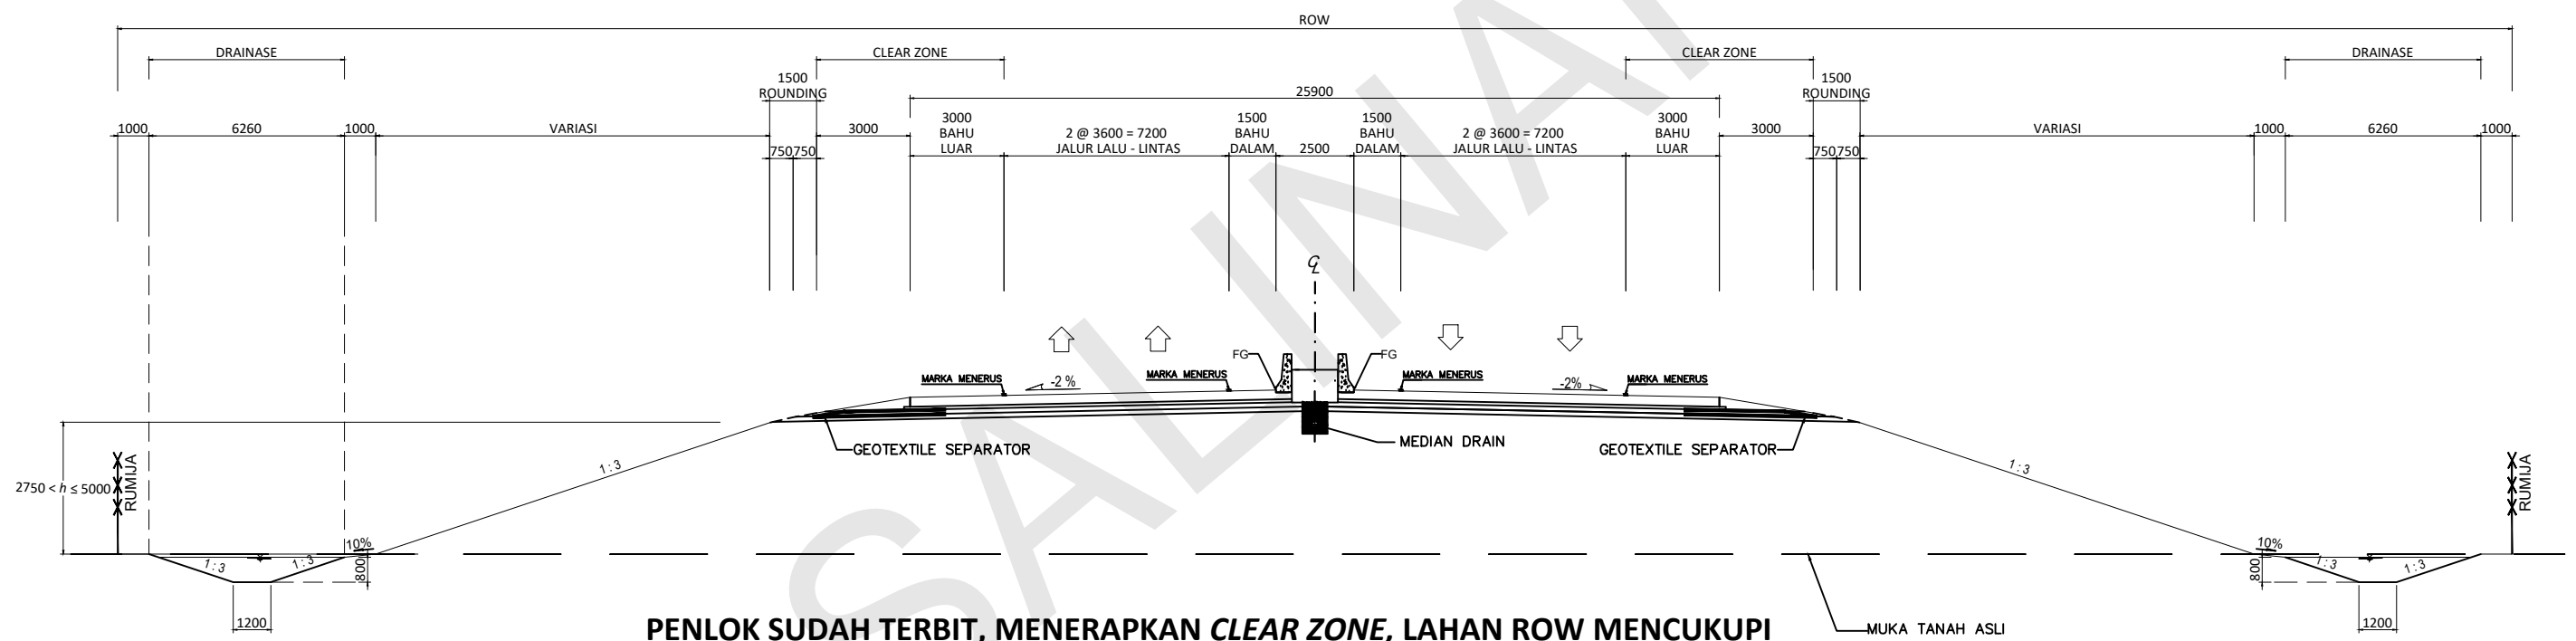 ROW
DRAINASE
CLEAR ZONE
CLEAR ZONE
DRAINASE
1500
ROUNDING
1500
ROUNDING
25900
1000
6260
1000
VARIASI
750
750
3000
3000
BAHU
LUAR
2 @ 3600 = 7200
JALUR LALU - LINTAS
1500
BAHU
DALAM
2500
1500
BAHU
DALAM
2 @ 3600 = 7200
JALUR LALU - LINTAS
3000
BAHU
LUAR
3000
750
750
VARIASI
1000
6260
1000
SALINAN
CL
FG
FG
MARKA MENERUS
-2 %
MARKA MENERUS
MARKA MENERUS
-2%
MARKA MENERUS
GEOTEXTILE SEPARATOR
MEDIAN DRAIN
GEOTEXTILE SEPARATOR
2750 < h ≤ 5000
RUMIJA
1 : 3
1 : 3
RUMIJA
10%
10%
1 : 3
1 : 3
800
800
1 : 3
1 : 3
1200
1200
MUKA TANAH ASLI
PENLOK SUDAH TERBIT, MENERAPKAN CLEAR ZONE, LAHAN ROW MENCUKUPI